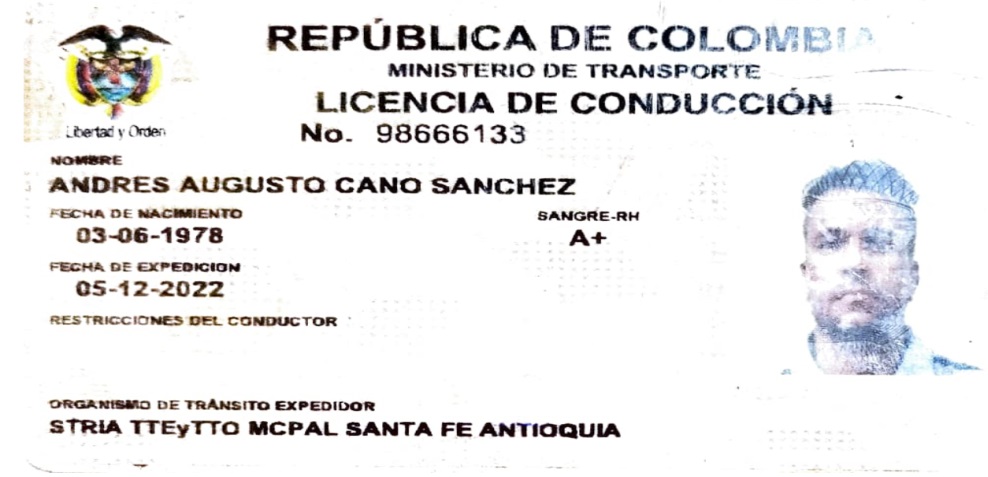 REPÚBLICA DE COLOMBIA
MINISTERIO DE TRANSPORTE
LICENCIA DE CONDUCCIÓN
Libertad y Orden
No. 98666133
NOMBRE
ANDRES AUGUSTO CANO SANCHEZ
FECHA DE NACIMIENTO
SANGRE-RH
03-06-1978
A+
FECHA DE EXPEDICION
05-12-2022
RESTRICCIONES DEL CONDUCTOR
ORGANISMO DE TRÁNSITO EXPEDIDOR
STRIA TTEyTTO MCPAL SANTA FE ANTIOQUIA